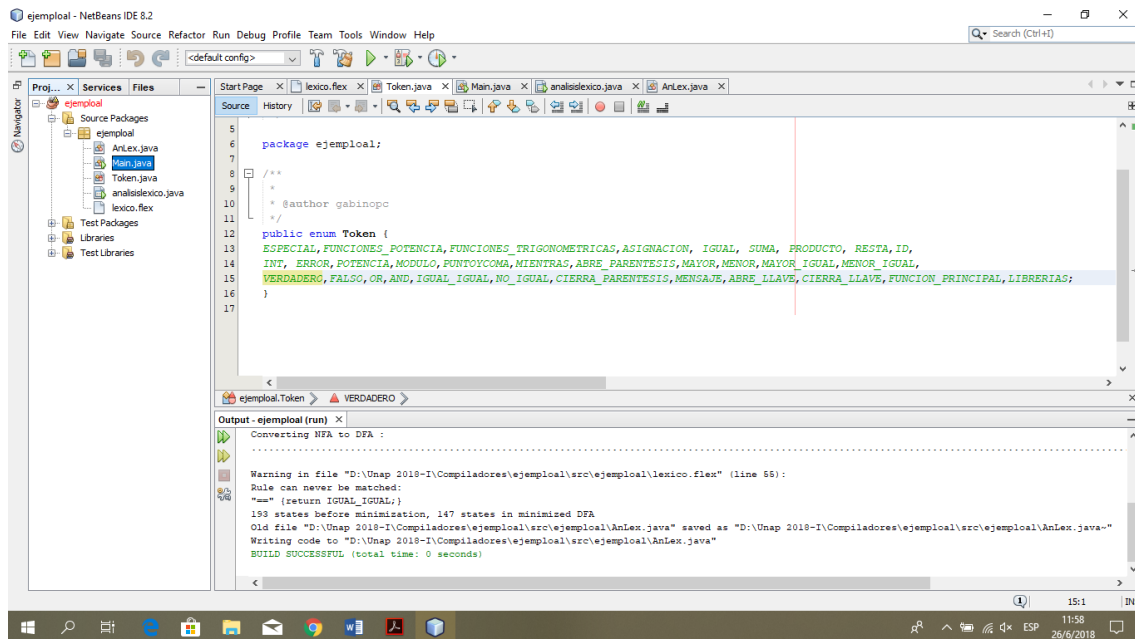 ejemploal - NetBeans IDE 8.2
File Edit View Navigate Source Refactor Run Debug Profile Team Tools Window Help
Search (Ctrl+I)
<default config>
Proj... × Services Files
Start Page × lexico.flex × Token.java × Main.java × analisislexico.java × AnLex.java ×
Source History
Navigator
ejemploal
Source Packages
ejemploal
AnLex.java
Main.java
Token.java
analisislexico.java
lexico.flex
Test Packages
Libraries
Test Libraries
5
6 package ejemploal;
7
8 /**
9 *
10 * @author gabinopc
11 */
12 public enum Token {
13 ESPECIAL,FUNCIONES_POTENCIA,FUNCIONES_TRIGONOMETRICAS,ASIGNACION, IGUAL, SUMA, PRODUCTO, RESTA,ID,
14 INT, ERROR,POTENCIA,MODULO,PUNTOYCOMA,MIENTRAS,ABRE_PARENTESIS,MAYOR,MENOR,MAYOR_IGUAL,MENOR_IGUAL,
15 VERDADERO,FALSO,OR,AND,IGUAL_IGUAL,NO_IGUAL,CIERRA_PARENTESIS,MENSAJE,ABRE_LLAVE,CIERRA_LLAVE,FUNCION_PRINCIPAL,LIBRERIAS;
16 }
17
ejemploal.Token VERDADERO
Output - ejemploal (run) ×
Converting NFA to DFA :
Warning in file "D:\Unap 2018-I\Compiladores\ejemploal\src\ejemploal\lexico.flex" (line 55):
Rule can never be matched:
"==" {return IGUAL_IGUAL;}
193 states before minimization, 147 states in minimized DFA
Old file "D:\Unap 2018-I\Compiladores\ejemploal\src\ejemploal\AnLex.java" saved as "D:\Unap 2018-I\Compiladores\ejemploal\src\ejemploal\AnLex.java~"
Writing code to "D:\Unap 2018-I\Compiladores\ejemploal\src\ejemploal\AnLex.java"
BUILD SUCCESSFUL (total time: 0 seconds)
1 15:1 IN
ESP 11:58
26/6/2018